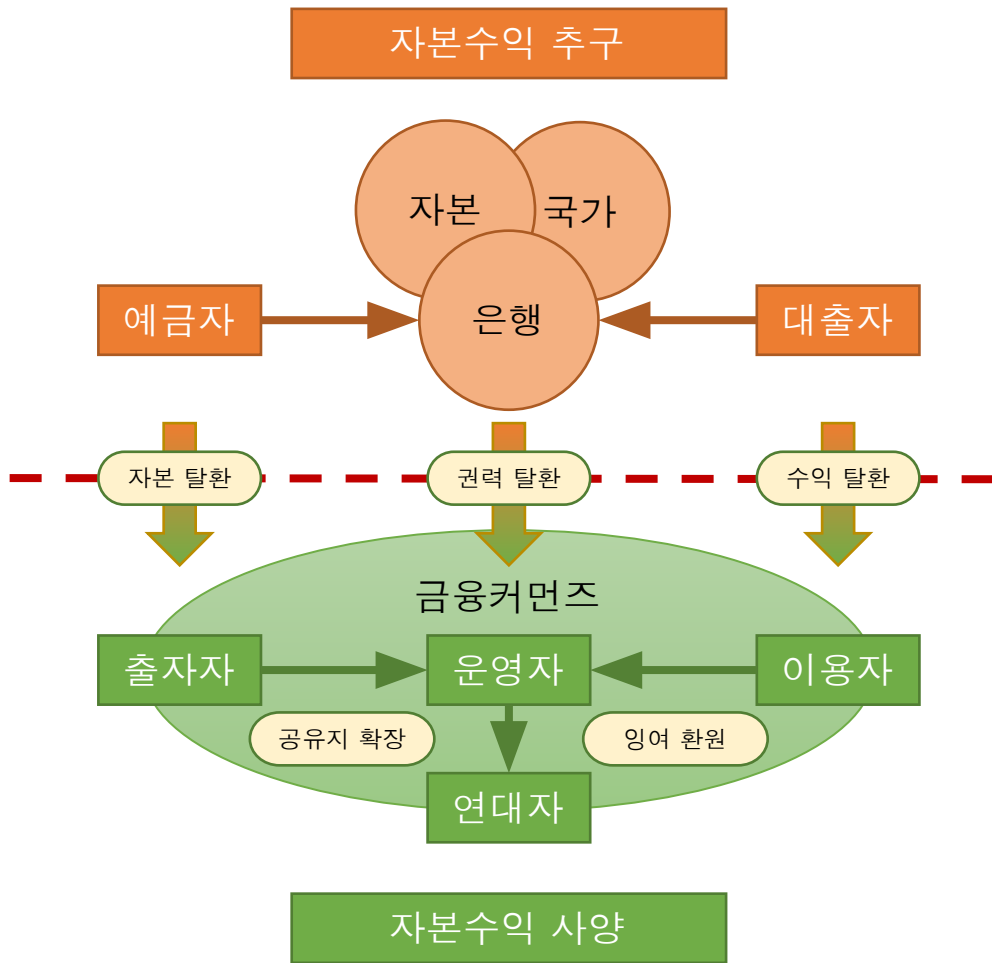 자본수익 추구
자본
국가
예금자
은행
대출자
자본 탈환
권력 탈환
수익 탈환
금융커먼즈
출자자
운영자
이용자
공유지 확장
잉여 환원
연대자
자본수익 사양